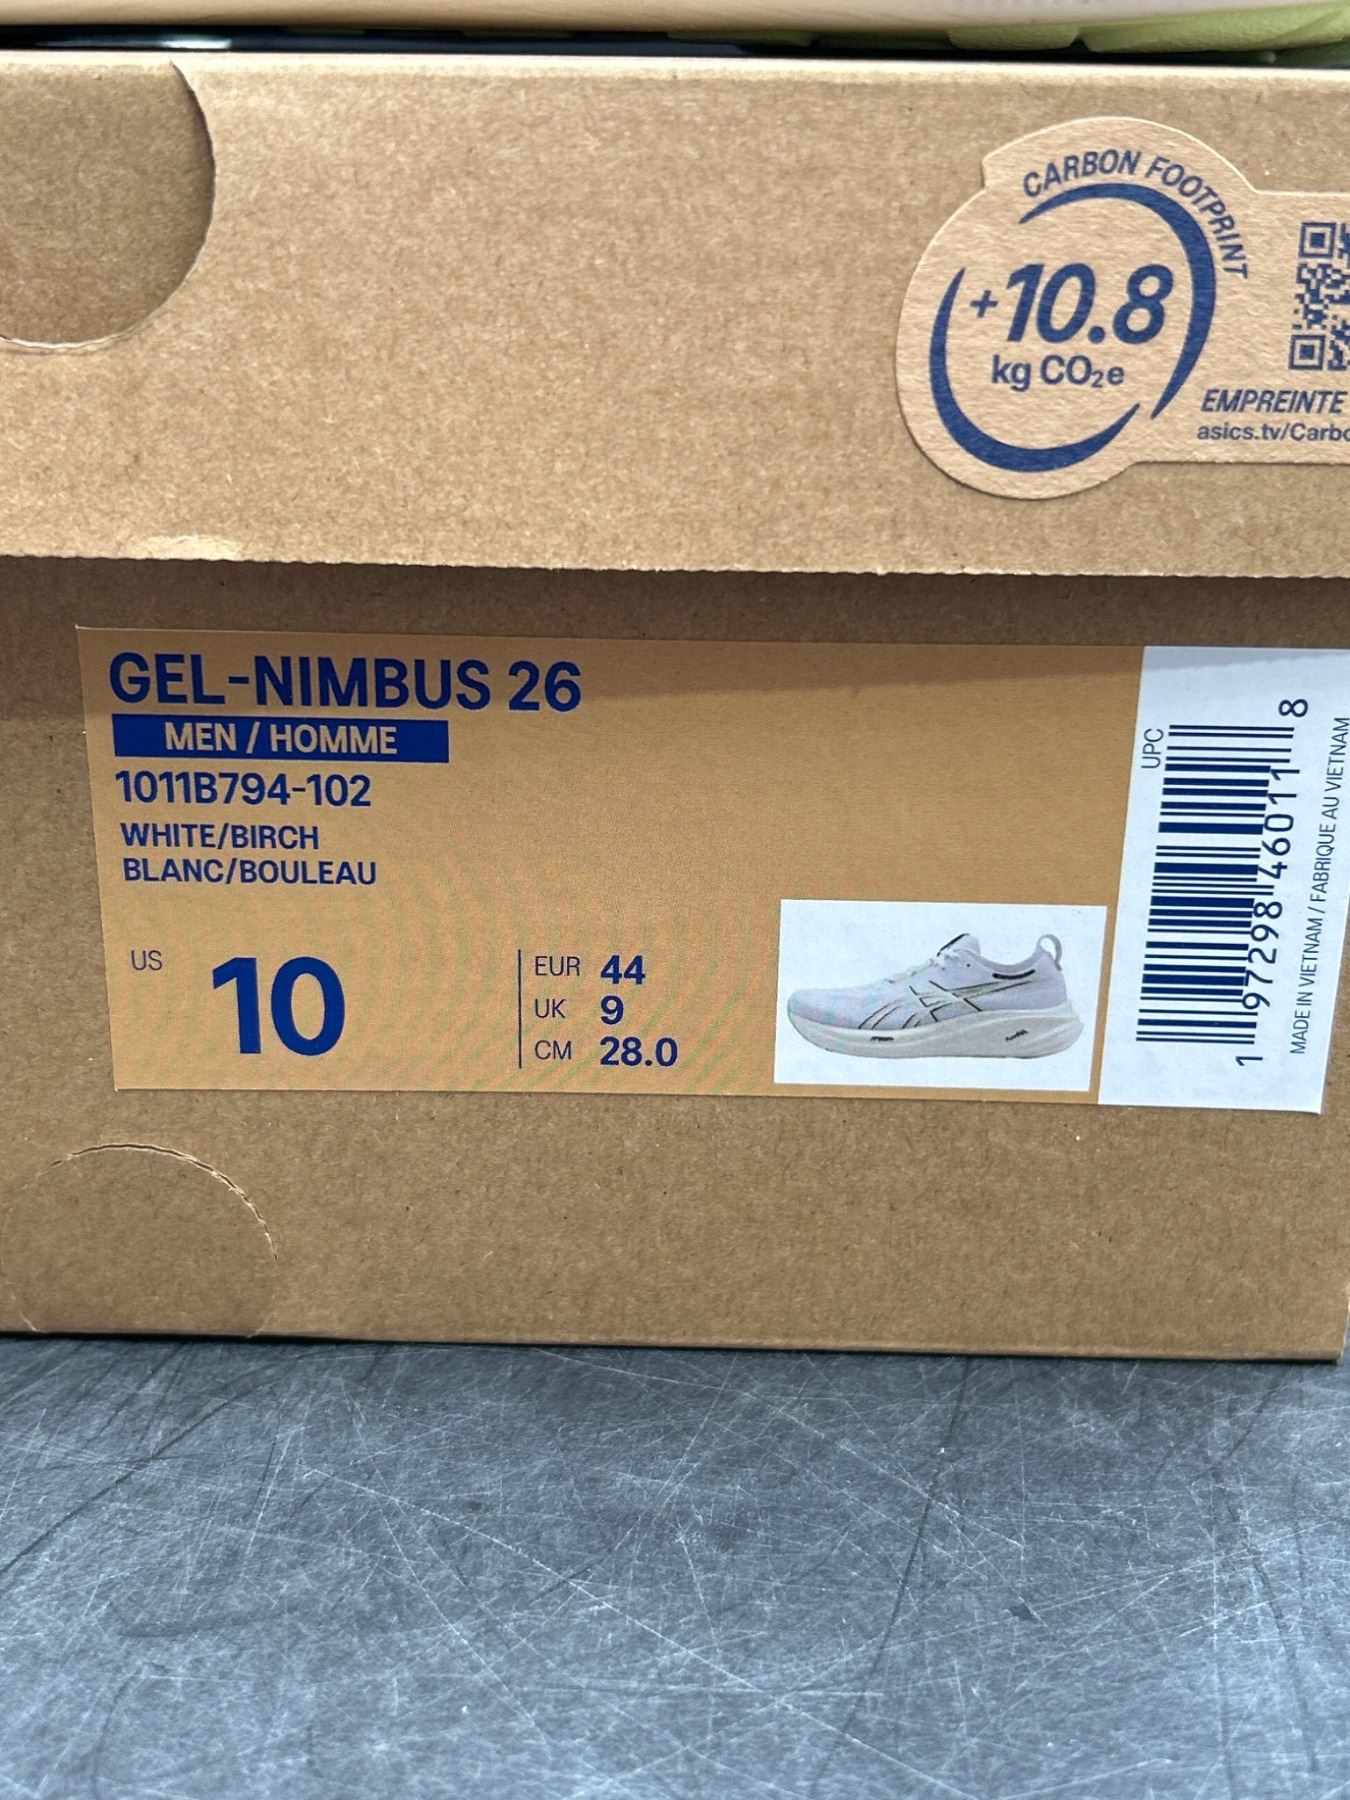 CARBON FOOTPRINT
+10.8
kg CO₂e
EMPREINTE
asics.tv/Carbo
GEL-NIMBUS 26
MEN / HOMME
1011B794-102
WHITE/BIRCH
BLANC/BOULEAU
US 10
EUR 44
UK 9
CM 28.0
UPC
1 97298 46011 8
MADE IN VIETNAM / FABRIQUE AU VIETNAM